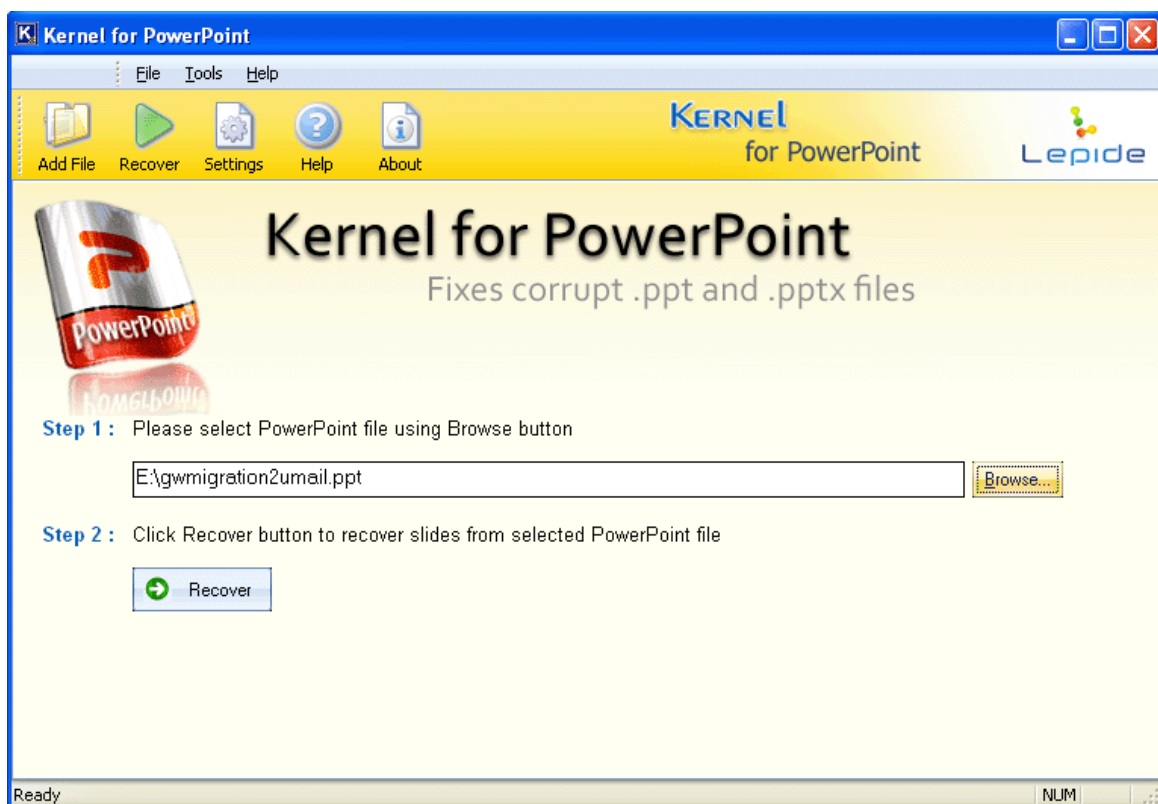 Kernel for PowerPoint
File Tools Help
Add File Recover Settings Help About
KERNEL
for PowerPoint
Lepide
Kernel for PowerPoint
Fixes corrupt .ppt and .pptx files
PowerPoint
Step 1 : Please select PowerPoint file using Browse button
E:\gwmigration2umail.ppt Browse...
Step 2 : Click Recover button to recover slides from selected PowerPoint file
Recover
Ready NUM